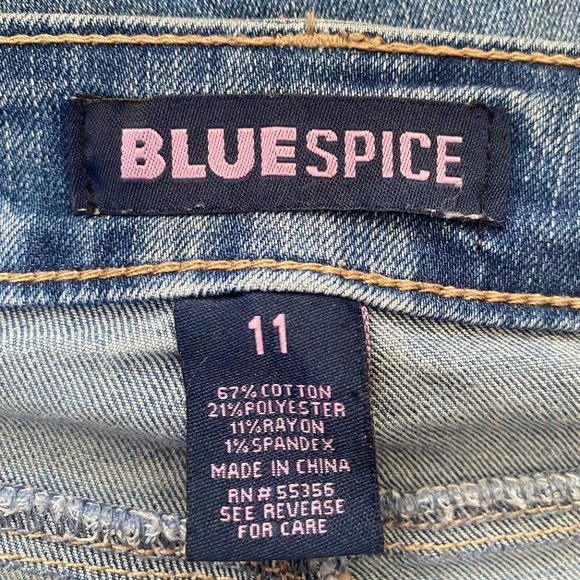 BLUESPICE
11
67% COTTON
21% POLYESTER
11% RAYON
1% SPANDEX
MADE IN CHINA
RN# 55356
SEE REVERSE
FOR CARE